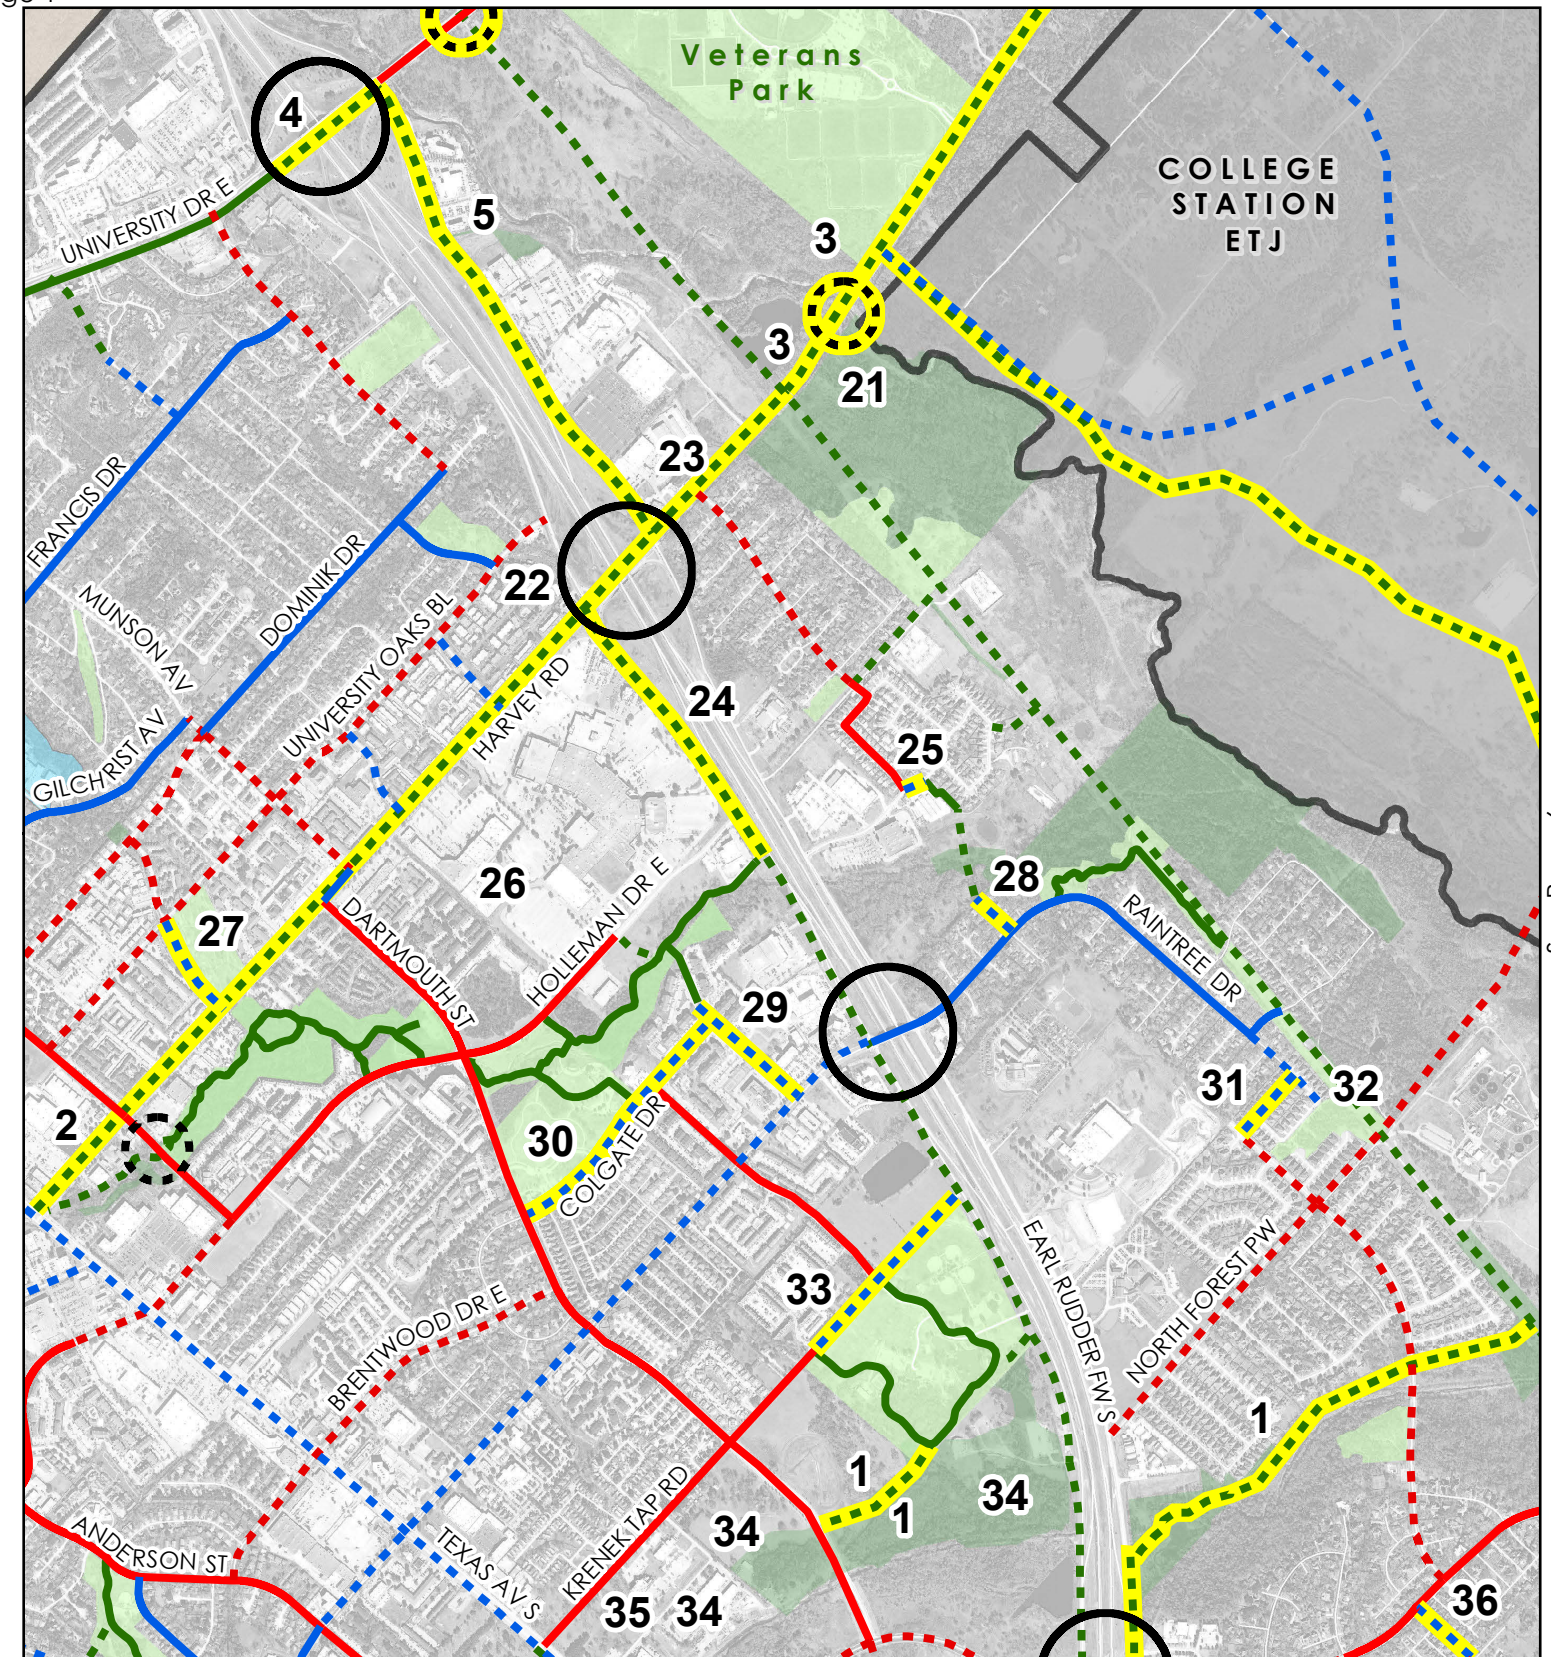 Veterans
Park
4
COLLEGE
STATION
ETJ
5
UNIVERSITY DR E
3
3
21
23
FRANCIS DR
DOMINIK DR
22
MUNSON AV
UNIVERSITY OAKS BL
HARVEY RD
24
GILCHRIST AV
25
26
28
HOLLEMAN DR E
27
DARTMOUTH ST
RAINTREE DR
29
31
32
2
30
COLGATE DR
EARL RUDDER FW S
NORTH FOREST PW
33
BRENTWOOD DR E
1
1
1
34
34
ANDERSON ST
TEXAS AV S
KRENEK TAP RD
35
34
36